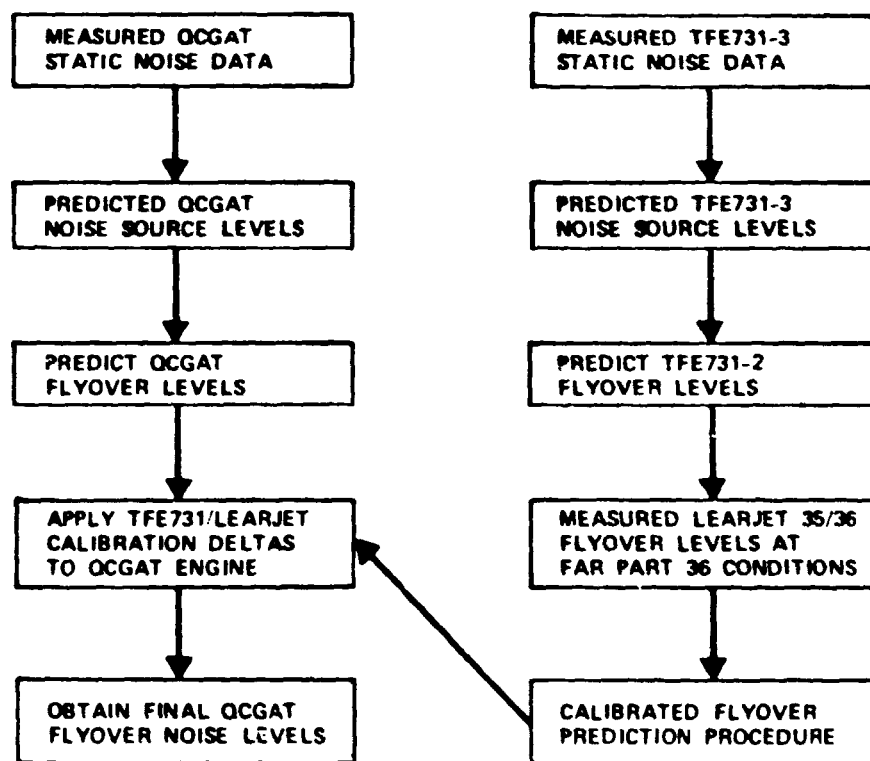 MEASURED QCGAT
STATIC NOISE DATA
PREDICTED QCGAT
NOISE SOURCE LEVELS
PREDICT QCGAT
FLYOVER LEVELS
APPLY TFE731/LEARJET
CALIBRATION DELTAS
TO QCGAT ENGINE
OBTAIN FINAL QCGAT
FLYOVER NOISE LEVELS
MEASURED TFE731-3
STATIC NOISE DATA
PREDICTED TFE731-3
NOISE SOURCE LEVELS
PREDICT TFE731-2
FLYOVER LEVELS
MEASURED LEARJET 35/36
FLYOVER LEVELS AT
FAR PART 36 CONDITIONS
CALIBRATED FLYOVER
PREDICTION PROCEDURE